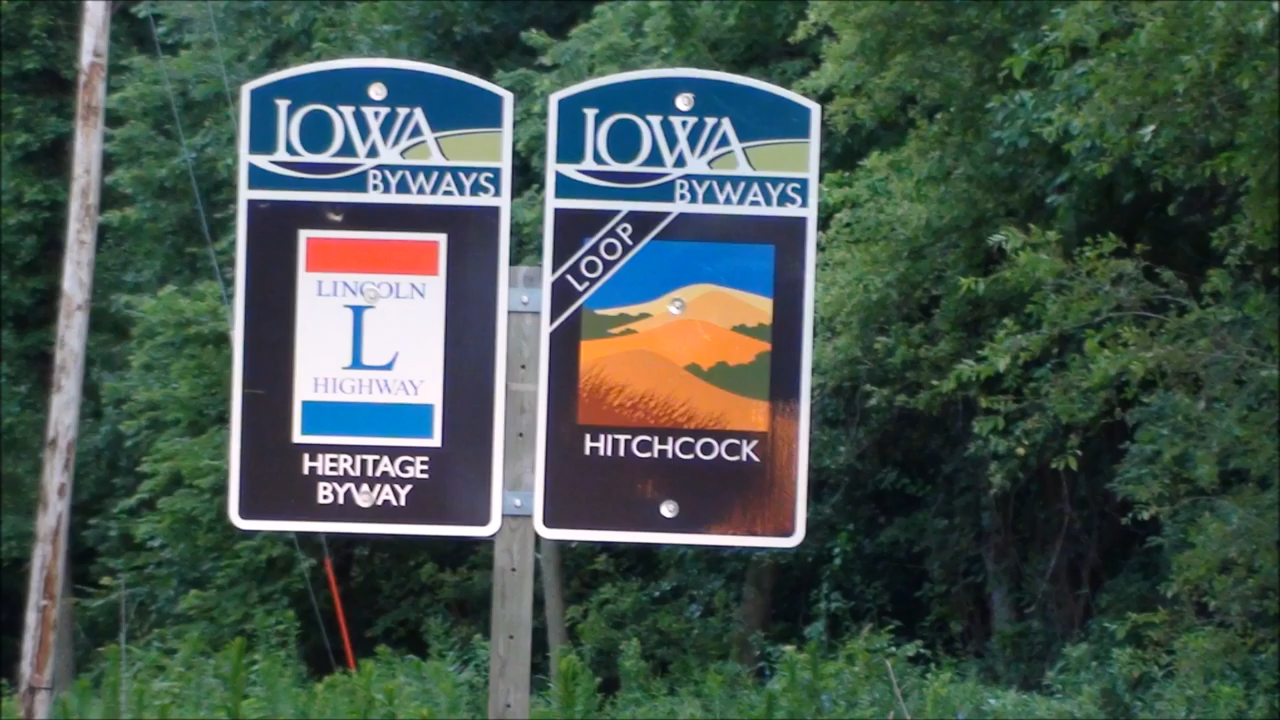 IOWA
BYWAYS
LINCOLN
L
HIGHWAY
HERITAGE
BYWAY
IOWA
BYWAYS
LOOP
HITCHCOCK